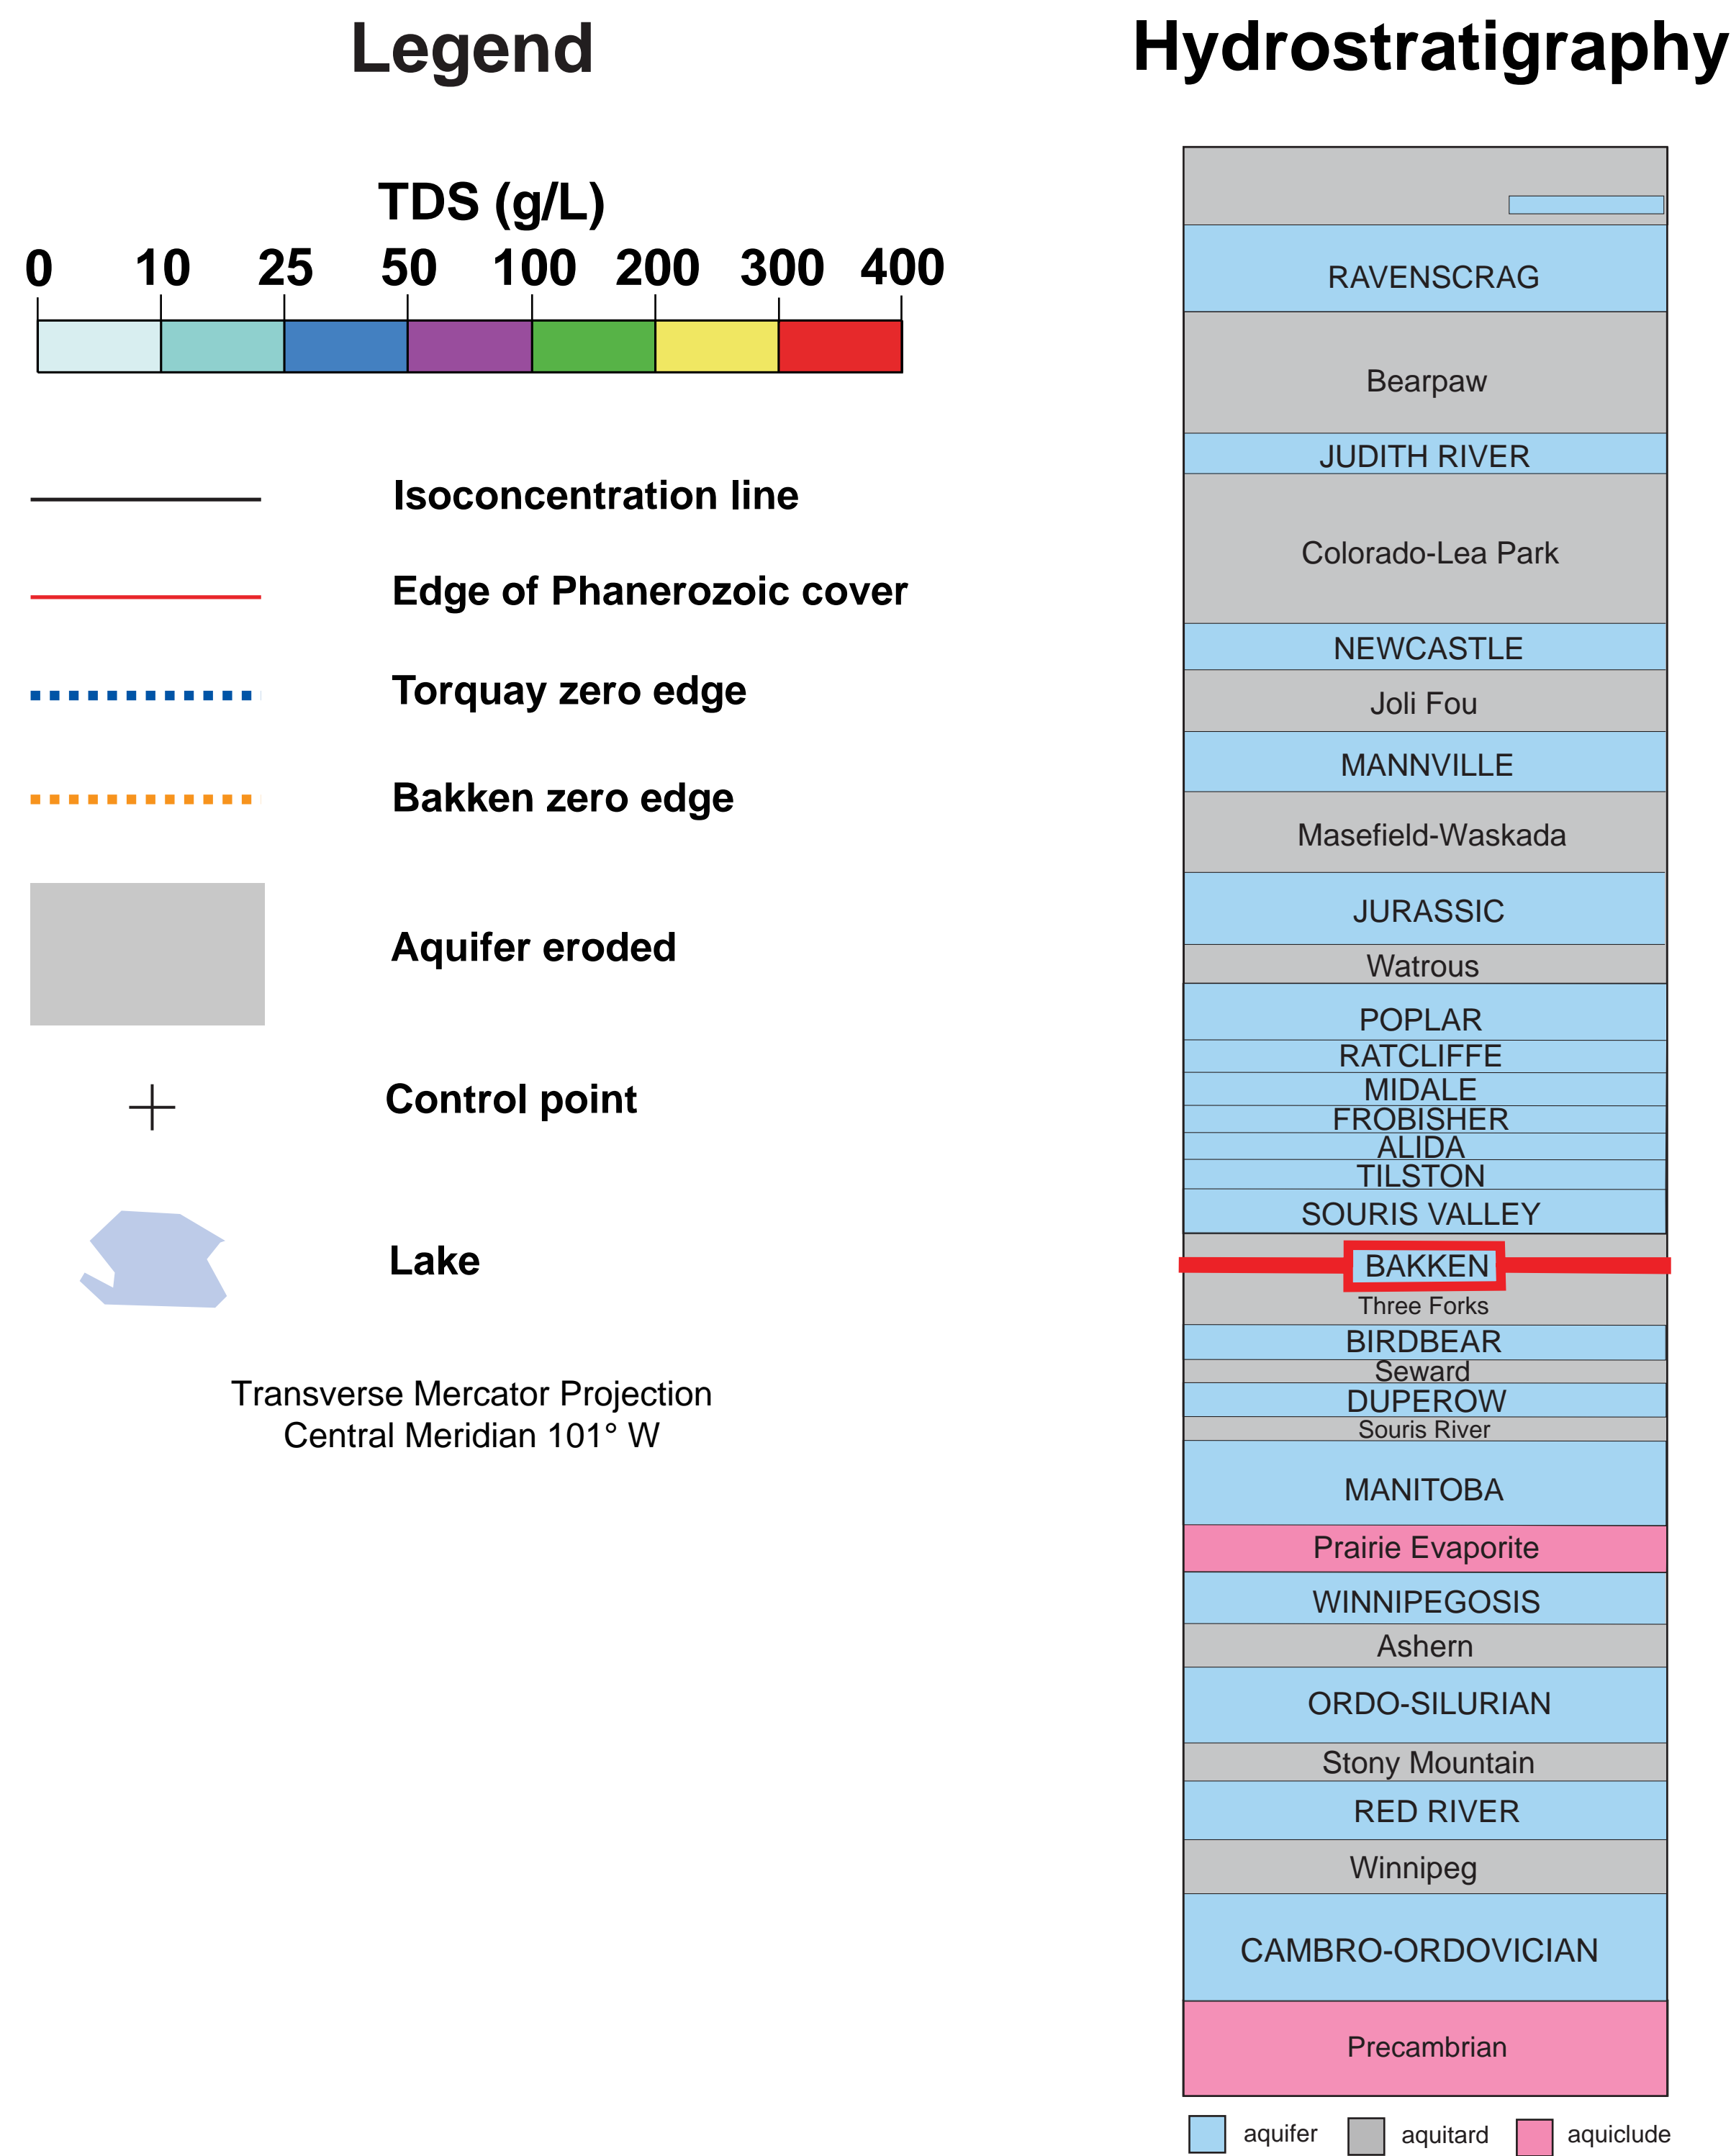 Legend
TDS (g/L)
0 10 25 50 100 200 300 400
Isoconcentration line
Edge of Phanerozoic cover
Torquay zero edge
Bakken zero edge
Aquifer eroded
Control point
Lake
Transverse Mercator Projection
Central Meridian 101° W
Hydrostratigraphy
RAVENSCRAG
Bearpaw
JUDITH RIVER
Colorado-Lea Park
NEWCASTLE
Joli Fou
MANNVILLE
Masefield-Waskada
JURASSIC
Watrous
POPLAR
RATCLIFFE
MIDALE
FROBISHER
ALIDA
TILSTON
SOURIS VALLEY
BAKKEN
Three Forks
BIRDBEAR
Seward
DUPEROW
Souris River
MANITOBA
Prairie Evaporite
WINNIPEGOSIS
Ashern
ORDO-SILURIAN
Stony Mountain
RED RIVER
Winnipeg
CAMBRO-ORDOVICIAN
Precambrian
aquifer aquitard aquiclude